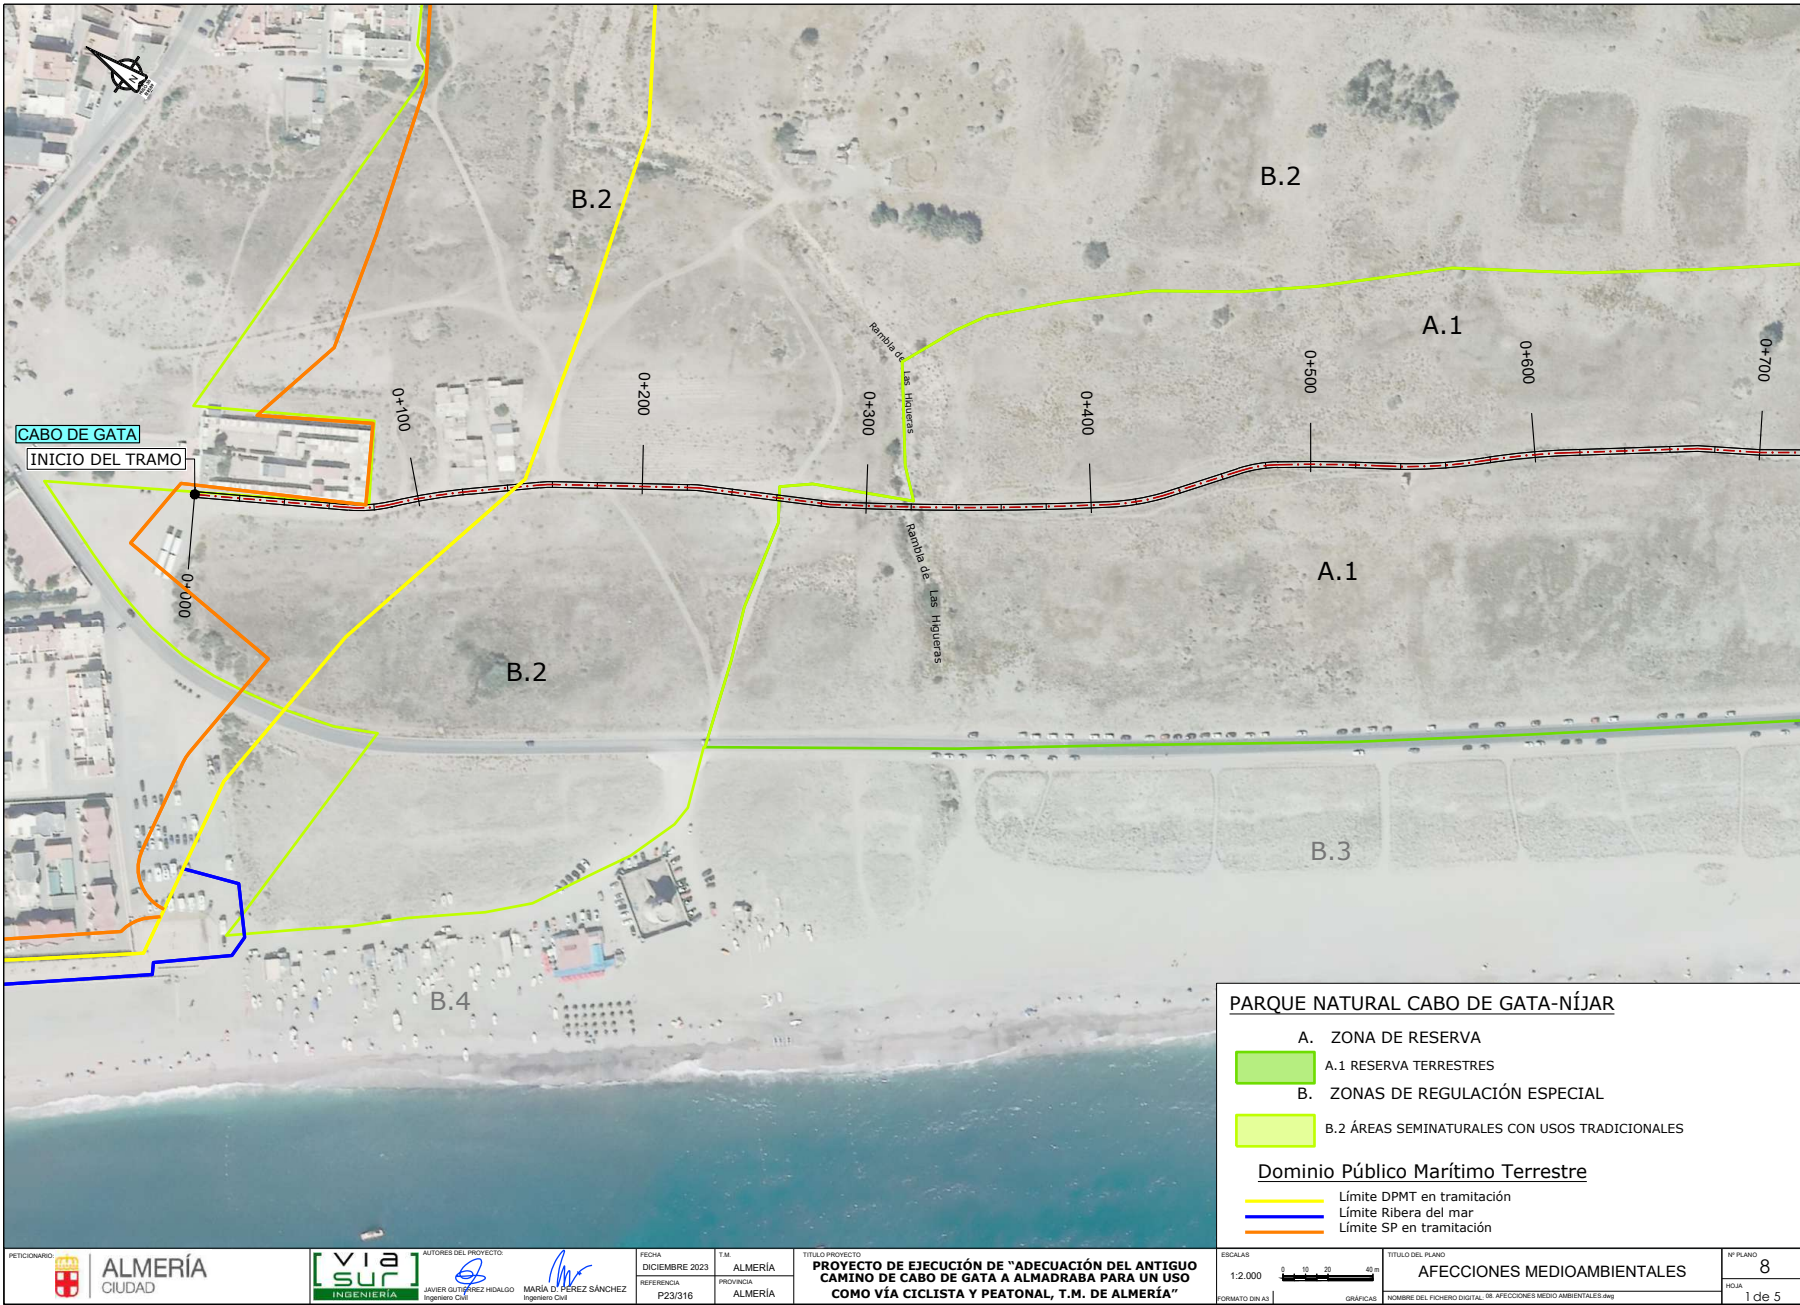 N
B.2
B.2
A.1
Rambla de
Las Higueras
0+100
0+200
0+300
0+400
0+500
0+600
0+700
CABO DE GATA
INICIO DEL TRAMO
0+000
Rambla de
Las Higueras
A.1
B.2
B.3
B.4
PARQUE NATURAL CABO DE GATA-NÍJAR
A. ZONA DE RESERVA
A.1 RESERVA TERRESTRES
B. ZONAS DE REGULACIÓN ESPECIAL
B.2 ÁREAS SEMINATURALES CON USOS TRADICIONALES
Dominio Público Marítimo Terrestre
Límite DPMT en tramitación
Límite Ribera del mar
Límite SP en tramitación
PETICIONARIO:
ALMERÍA
CIUDAD
vía
sur
INGENIERÍA
AUTORES DEL PROYECTO:
JAVIER GUTIÉRREZ HIDALGO
Ingeniero Civil
MARÍA D. PÉREZ SÁNCHEZ
Ingeniero Civil
FECHA
DICIEMBRE 2023
REFERENCIA
P23/316
T.M.
ALMERÍA
PROVINCIA
ALMERÍA
TITULO PROYECTO
PROYECTO DE EJECUCIÓN DE "ADECUACIÓN DEL ANTIGUO
CAMINO DE CABO DE GATA A ALMADRABA PARA UN USO
COMO VÍA CICLISTA Y PEATONAL, T.M. DE ALMERÍA"
ESCALAS
1:2.000
0 10 20 40 m
FORMATO DIN A3
GRÁFICAS
TITULO DEL PLANO
AFECCIONES MEDIOAMBIENTALES
NOMBRE DEL FICHERO DIGITAL: 08. AFECCIONES MEDIO AMBIENTALES.dwg
Nº PLANO
8
HOJA
1 de 5